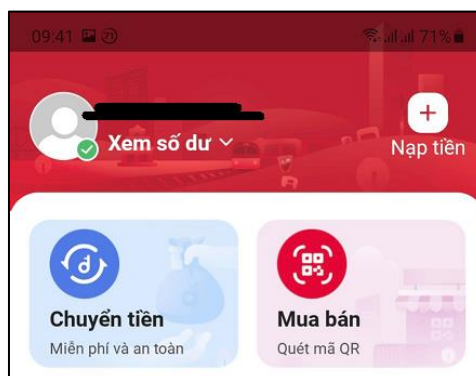 09:41 71%
Xem số dư
Nạp tiền
Chuyển tiền
Miễn phí và an toàn
Mua bán
Quét mã QR